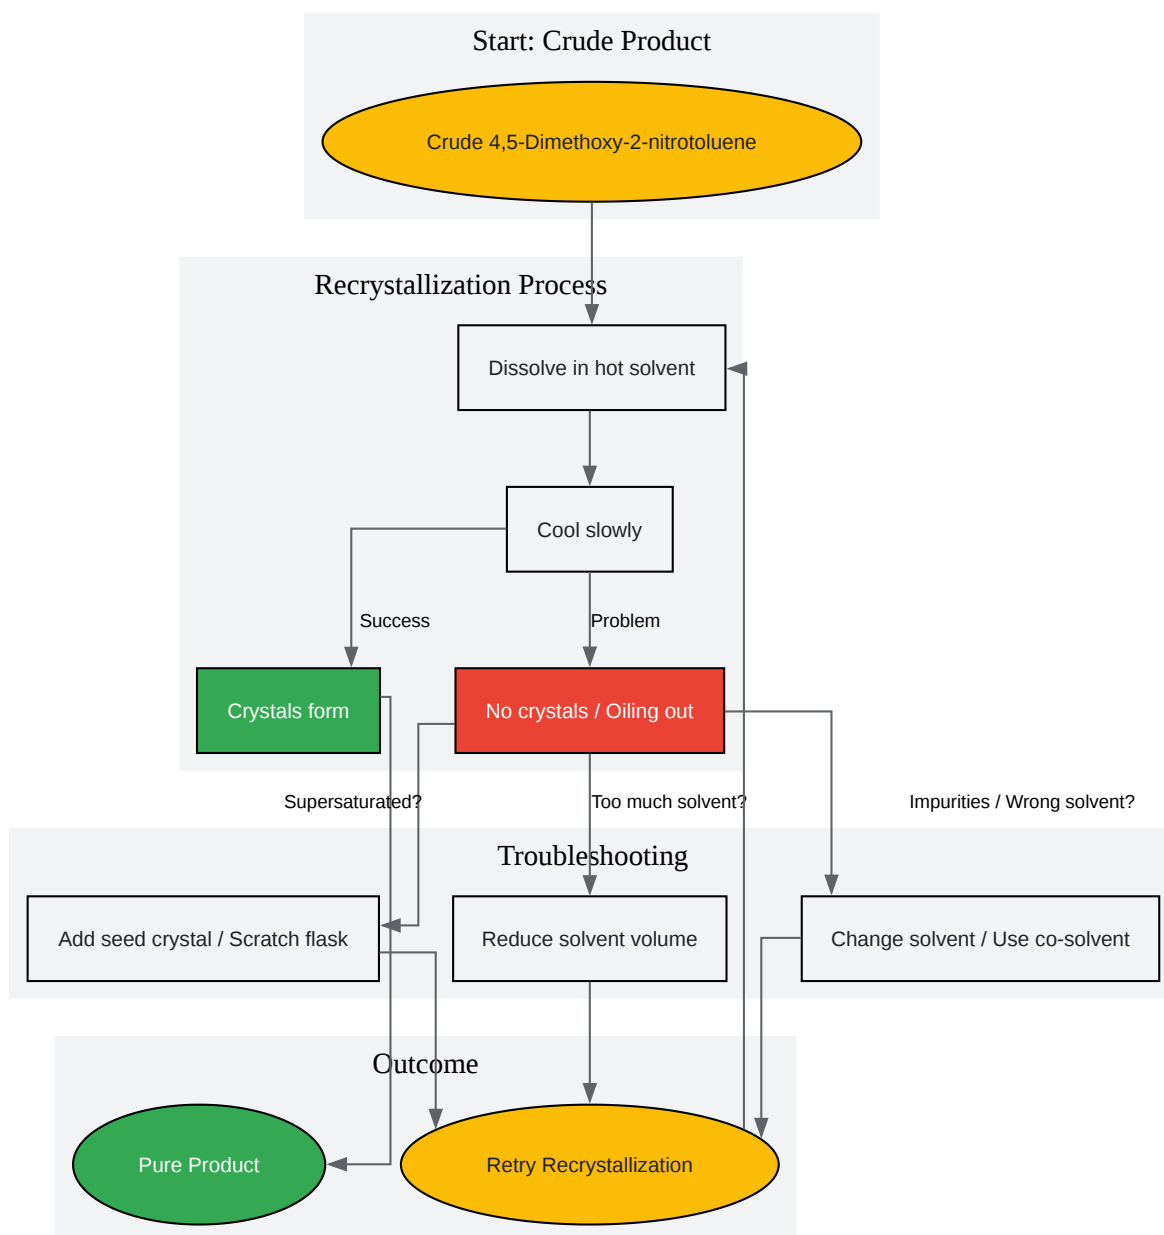 Start: Crude Product
Crude 4,5-Dimethoxy-2-nitrotoluene
Recrystallization Process
Dissolve in hot solvent
Cool slowly
Success
Problem
Crystals form
No crystals / Oiling out
Supersaturated?
Too much solvent?
Impurities / Wrong solvent?
Troubleshooting
Add seed crystal / Scratch flask
Reduce solvent volume
Change solvent / Use co-solvent
Outcome
Pure Product
Retry Recrystallization